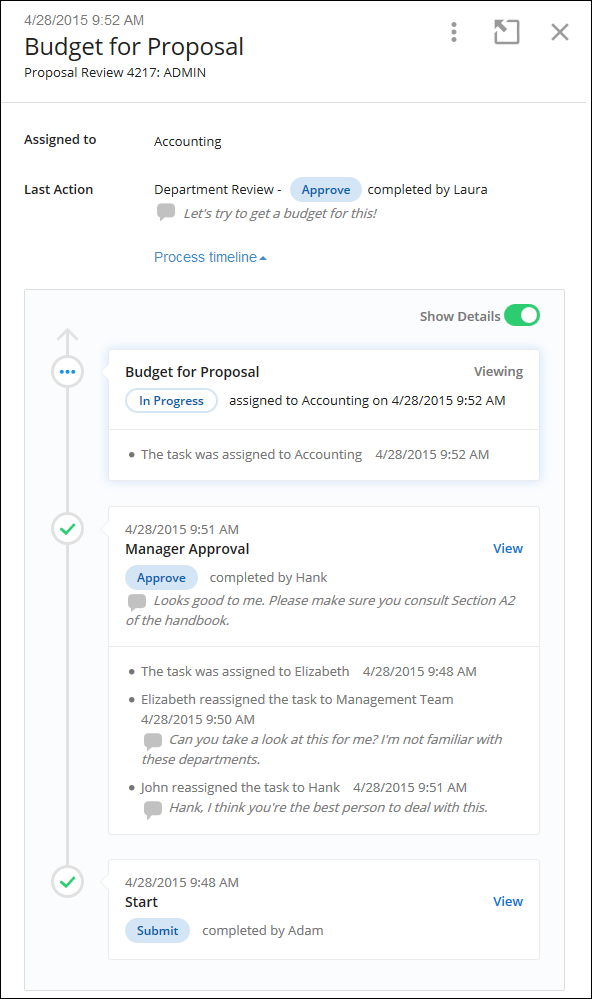 4/28/2015 9:52 AM
Budget for Proposal
Proposal Review 4217: ADMIN
Assigned to Accounting
Last Action Department Review - Approve completed by Laura
Let's try to get a budget for this!
Process timeline
Show Details
Budget for Proposal Viewing
In Progress assigned to Accounting on 4/28/2015 9:52 AM
• The task was assigned to Accounting 4/28/2015 9:52 AM
4/28/2015 9:51 AM
Manager Approval View
Approve completed by Hank
Looks good to me. Please make sure you consult Section A2
of the handbook.
• The task was assigned to Elizabeth 4/28/2015 9:48 AM
• Elizabeth reassigned the task to Management Team
4/28/2015 9:50 AM
Can you take a look at this for me? I'm not familiar with
these departments.
• John reassigned the task to Hank 4/28/2015 9:51 AM
Hank, I think you're the best person to deal with this.
4/28/2015 9:48 AM
Start View
Submit completed by Adam